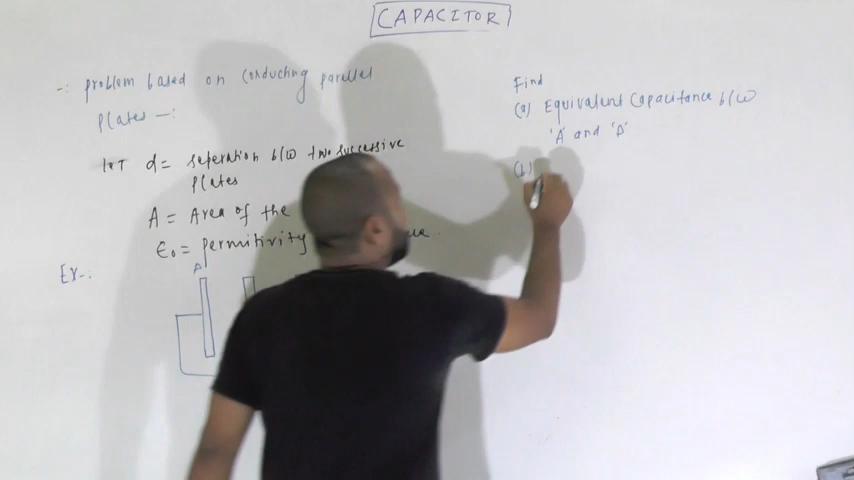 CAPACITOR
-: problem based on conducting parallel
plates -:
let d = seperation b/w two successive
plates
A = Area of the
ε₀ = permitivity
Ex-:
A
Find
(a) Equivalent Capacitance b/w
'A' and 'D'
(b)